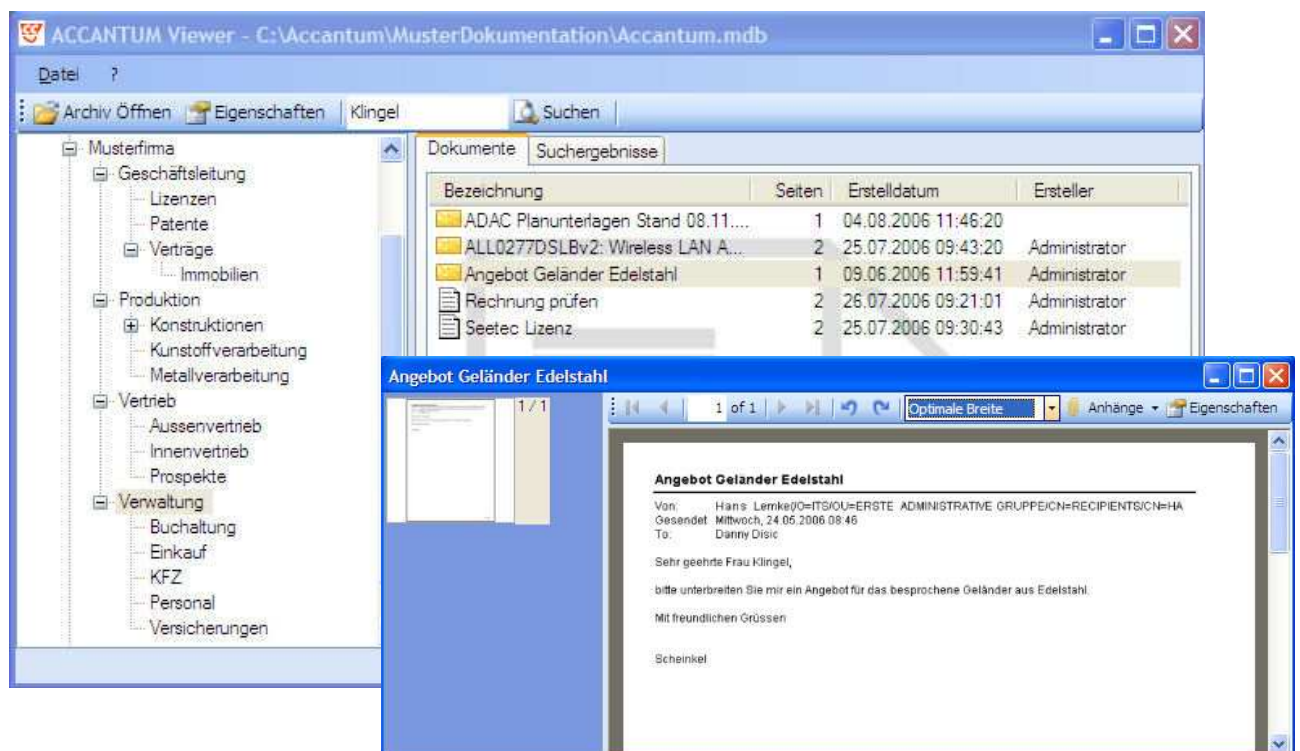 ACCANTUM Viewer - C:\Accantum\MusterDokumentation\Accantum.mdb
Datei ?
Archiv Öffnen Eigenschaften Klingel Suchen
Musterfirma
Geschäftsleitung
Lizenzen
Patente
Verträge
Immobilien
Produktion
Konstruktionen
Kunstoffverarbeitung
Metallverarbeitung
Vertrieb
Aussenvertrieb
Innenvertrieb
Prospekte
Verwaltung
Buchaltung
Einkauf
KFZ
Personal
Versicherungen
Dokumente Suchergebnisse
Bezeichnung Seiten Erstelldatum Ersteller
ADAC Planunterlagen Stand 08.11.... 1 04.08.2006 11:46:20
ALL0277DSLBv2: Wireless LAN A... 2 25.07.2006 09:43:20 Administrator
Angebot Geländer Edelstahl 1 09.06.2006 11:59:41 Administrator
Rechnung prüfen 2 26.07.2006 09:21:01 Administrator
Seetec Lizenz 2 25.07.2006 09:30:43 Administrator
Angebot Geländer Edelstahl
1 / 1
1 of 1 Optimale Breite Anhänge Eigenschaften
Angebot Gelander Edelstahl
Von: Hans Lemke(/O=ITS/OU=ERSTE ADMINISTRATIVE GRUPPE/CN=RECIPIENTS/CN=HA
Gesendet: Mittwoch, 24.05.2006 08:46
To: Danny Disic
Sehr geehrte Frau Klingel,
bitte unterbreiten Sie mir ein Angebot für das besprochene Geländer aus Edelstahl.
Mit freundlichen Grüssen
Scheinkel